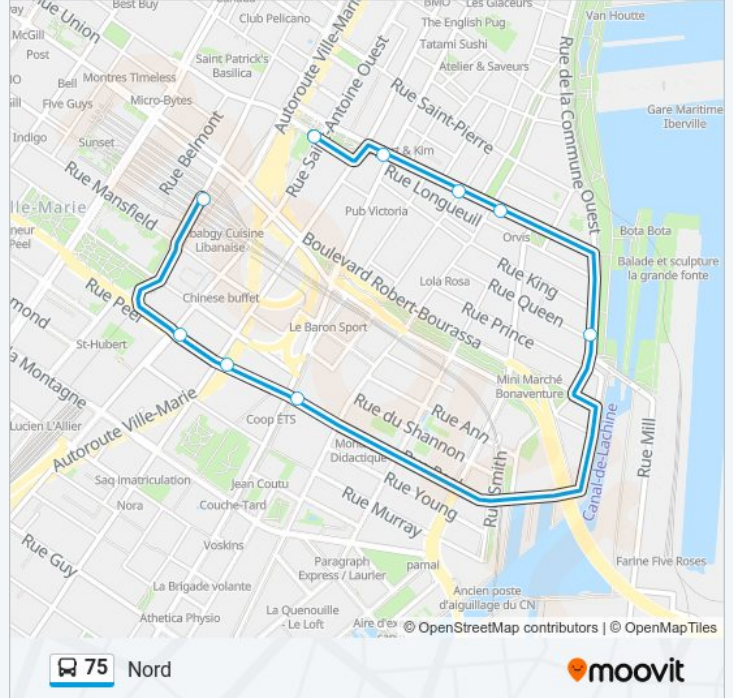 Best Buy
BMO
Les Glaceurs
Rue Union
Club Pelicano
The English Pug
Van Houtte
McGill
Post
Saint Patrick's
Basilica
Tatami Sushi
Autoroute Ville-Marie
Rue Saint-Antoine Ouest
Rue de la Commune Ouest
Bell
Montres Timeless
Atelier & Saveurs
Five Guys
Micro-Bytes
Rue Saint-Pierre
Gare Maritime
Iberville
Indigo
Sunset
Rue Belmont
& Kim
Rue Mansfield
Rue Longueuil
Pub Victoria
Cuisine
Libanaise
Orvis
Bota Bota
Peel
Boulevard Robert-Bourassa
Balade et sculpture
la grande fonte
Rue King
Lola Rosa
Rue Queen
Rue Peel
Chinese buffet
Rue Prince
Le Baron Sport
St-Hubert
Mini Marché
Bonaventure
Rue Ann
Rue du Shannon
Coop ÉTS
Lucien L'Allier
Autoroute Ville-Marie
Canal-de-Lachine
Rue Mill
Didactique
Saq Imatriculation
Jean Coutu
Rue Young
Smith
Nora
Couche-Tard
Rue Murray
Voskins
Rue Guy
Paragraph
Express / Laurier
pamal
Farine Five Roses
La Brigade volante
Ancien poste
d'aiguillage du CN
Athetica Physio
La Quenouille
- Le Loft
© OpenStreetMap contributors | © OpenMapTiles
75 Nord
moovit